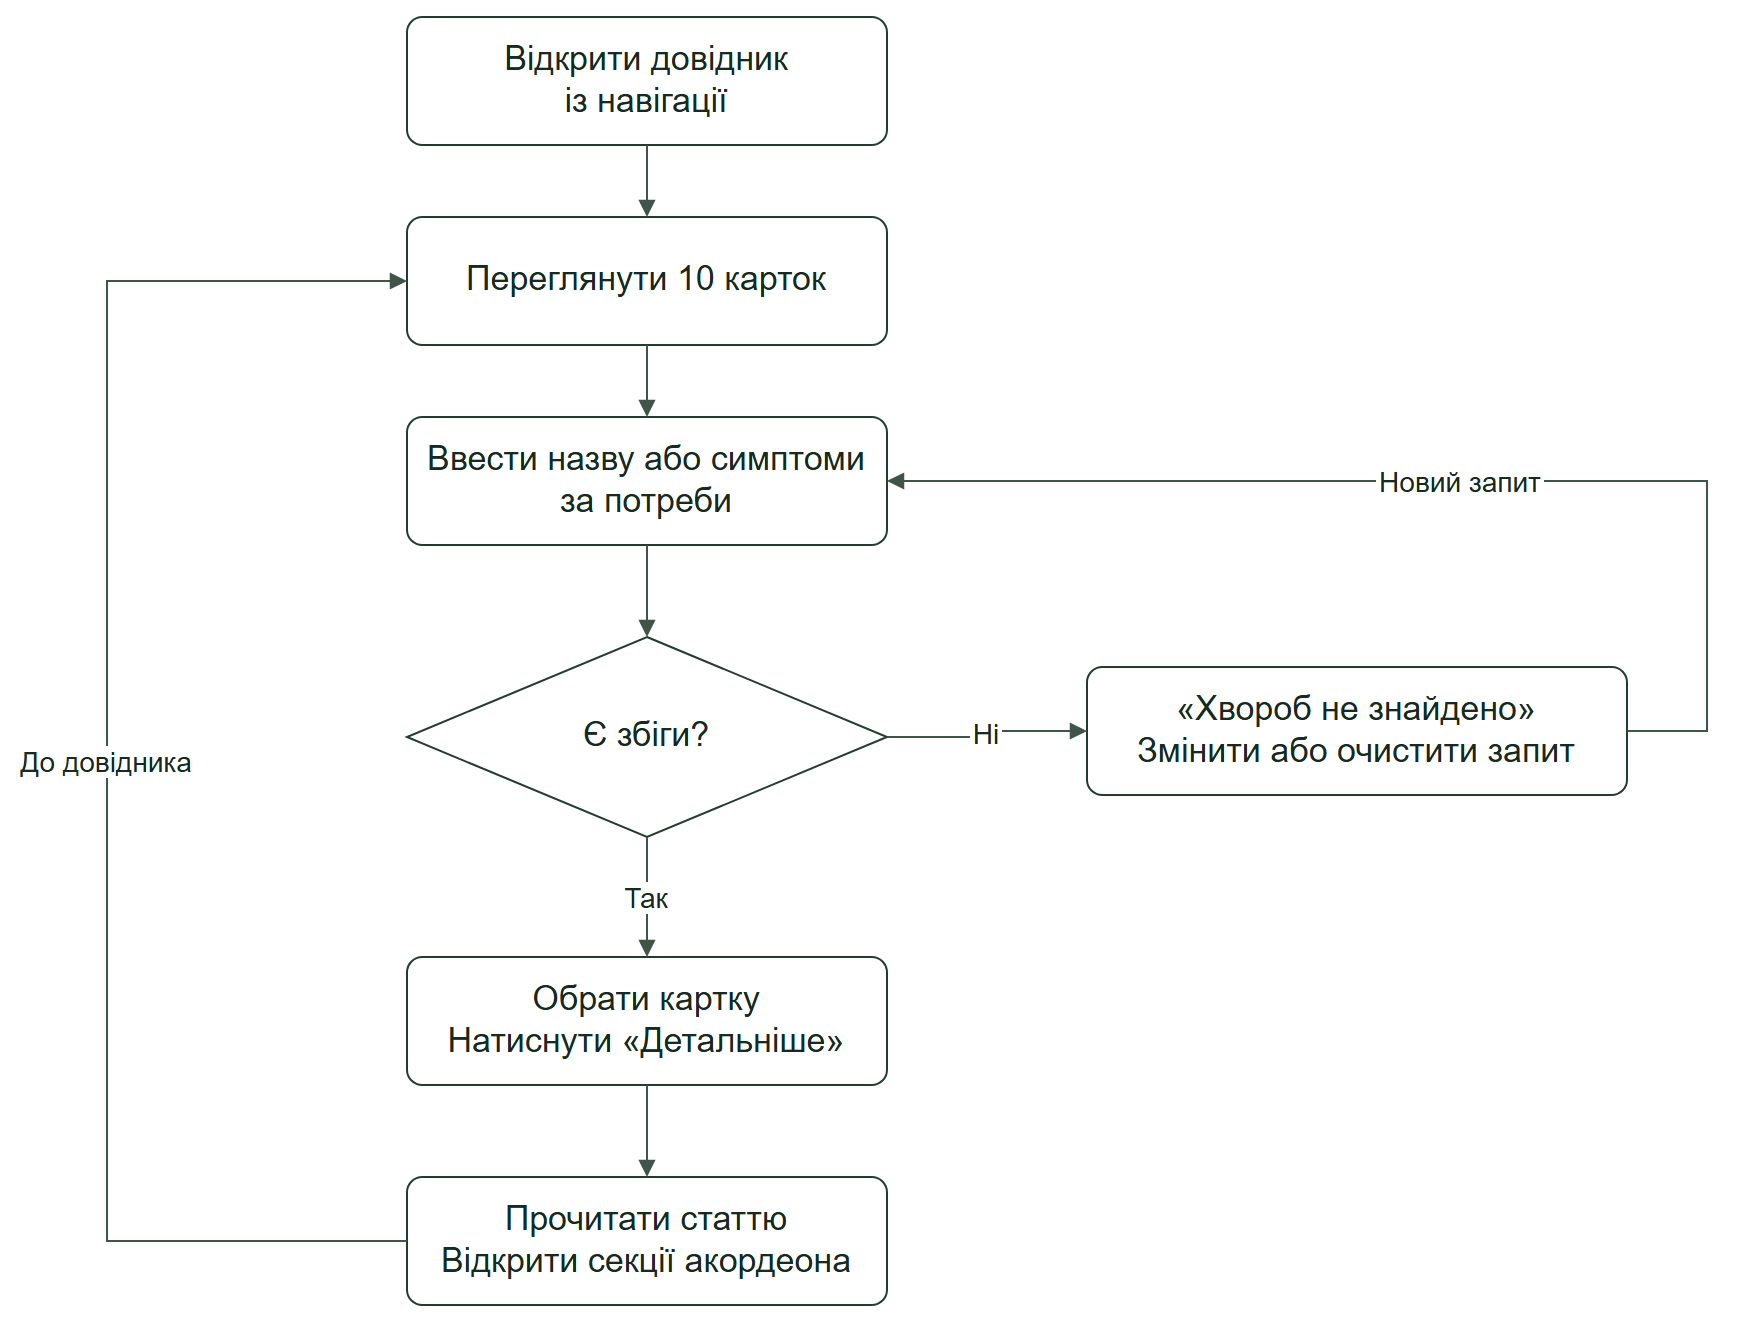 Відкрити довідник
із навігації
Переглянути 10 карток
Ввести назву або симптоми
за потреби
Новий запит
Є збіги?
Ні
«Хвороб не знайдено»
Змінити або очистити запит
До довідника
Так
Обрати картку
Натиснути «Детальніше»
Прочитати статтю
Відкрити секції акордеона